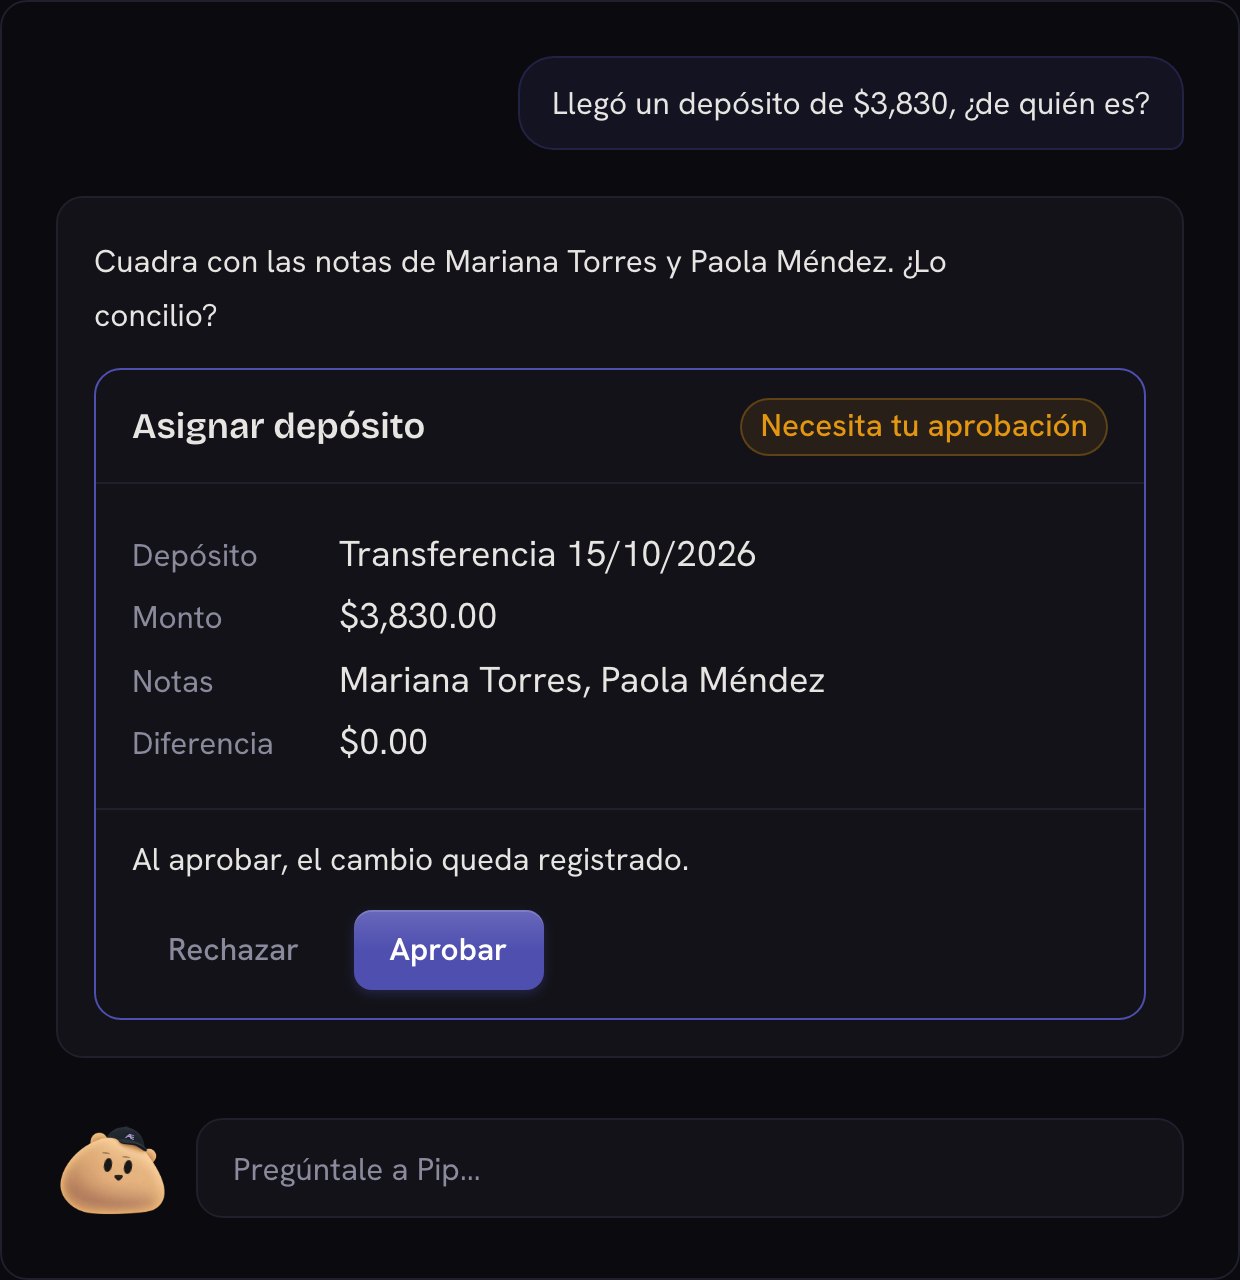 Llegó un depósito de $3,830, ¿de quién es?
Cuadra con las notas de Mariana Torres y Paola Méndez. ¿Lo
concilio?
Asignar depósito
Necesita tu aprobación
Depósito Transferencia 15/10/2026
Monto $3,830.00
Notas Mariana Torres, Paola Méndez
Diferencia $0.00
Al aprobar, el cambio queda registrado.
Rechazar Aprobar
Pregúntale a Pip...